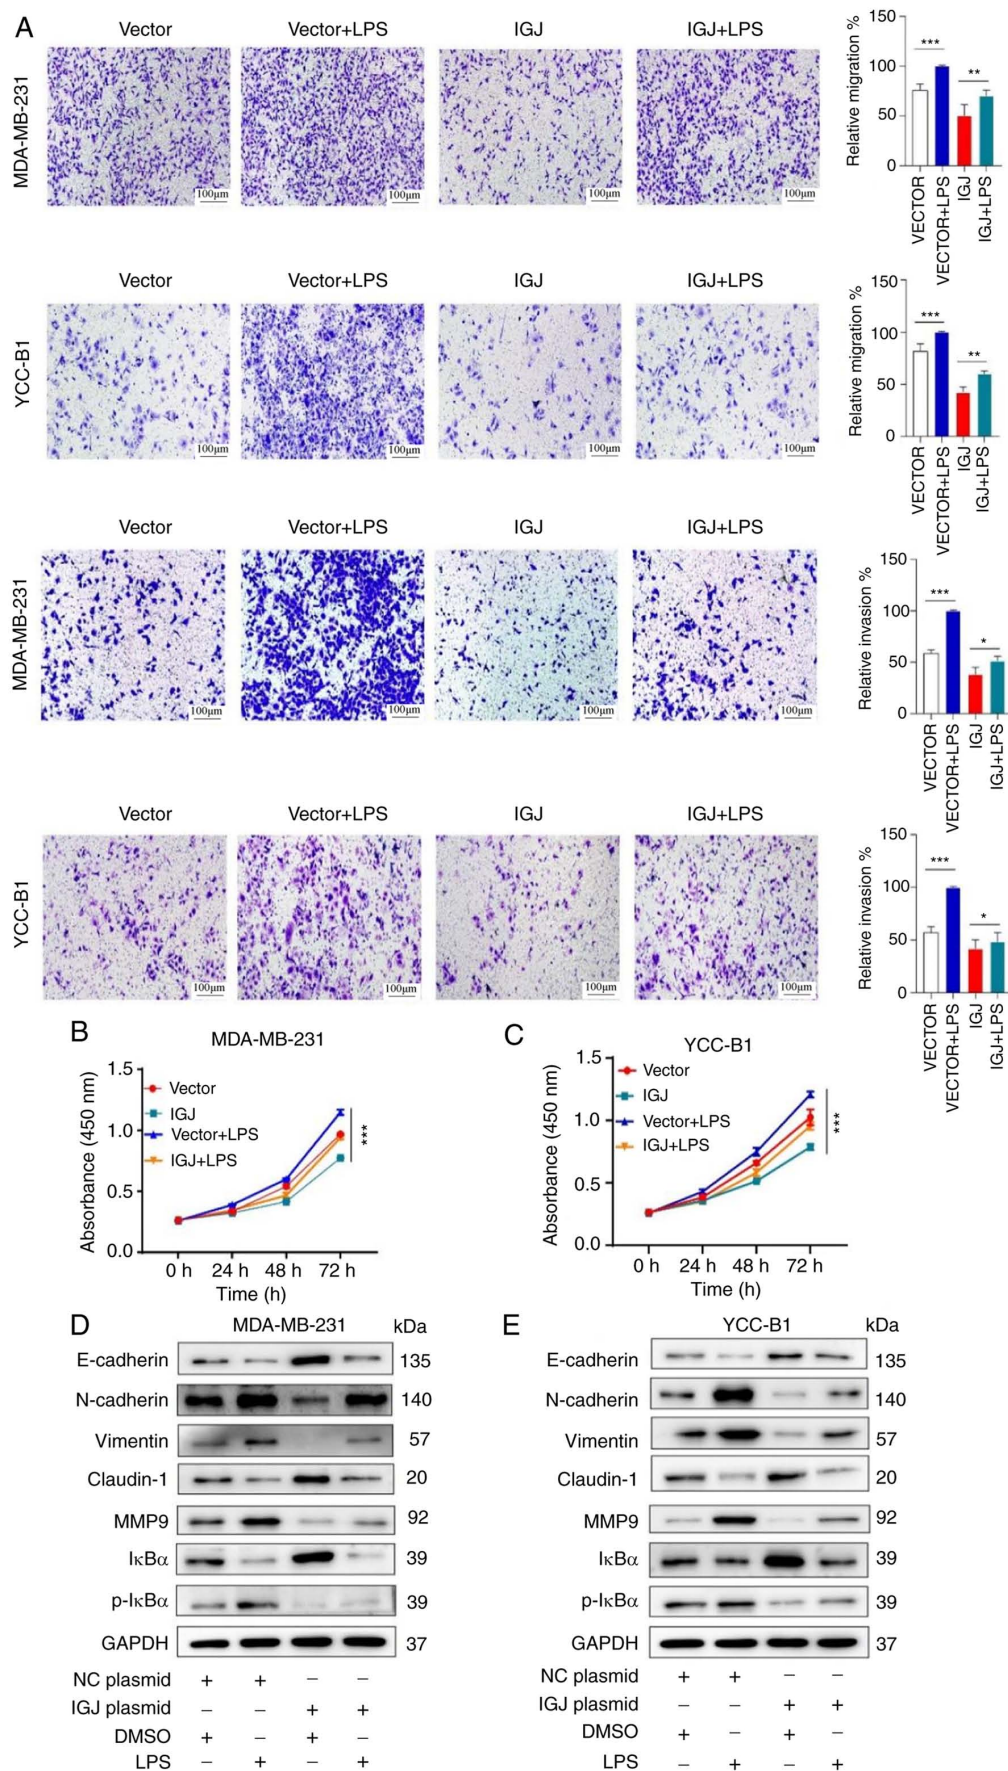 A
Vector Vector+LPS IGJ IGJ+LPS
MDA-MB-231
100μm 100μm 100μm 100μm
Relative migration %
150
100
50
0
*** **
VECTOR VECTOR+LPS IGJ IGJ+LPS
Vector Vector+LPS IGJ IGJ+LPS
YCC-B1
100μm 100μm 100μm 100μm
Relative migration %
150
100
50
0
*** **
VECTOR VECTOR+LPS IGJ IGJ+LPS
Vector Vector+LPS IGJ IGJ+LPS
MDA-MB-231
100μm 100μm 100μm 100μm
Relative invasion %
150
100
50
0
*** *
VECTOR VECTOR+LPS IGJ IGJ+LPS
Vector Vector+LPS IGJ IGJ+LPS
YCC-B1
100μm 100μm 100μm 100μm
Relative invasion %
150
100
50
0
*** *
VECTOR VECTOR+LPS IGJ IGJ+LPS
B
MDA-MB-231
Absorbance (450 nm)
1.5
1.0
0.5
0.0
Vector
IGJ
Vector+LPS
IGJ+LPS
***
0 h 24 h 48 h 72 h
Time (h)
C
YCC-B1
Absorbance (450 nm)
1.5
1.0
0.5
0.0
Vector
IGJ
Vector+LPS
IGJ+LPS
***
0 h 24 h 48 h 72 h
Time (h)
D
MDA-MB-231 kDa
E-cadherin 135
N-cadherin 140
Vimentin 57
Claudin-1 20
MMP9 92
IκBα 39
p-IκBα 39
GAPDH 37
NC plasmid + + − −
IGJ plasmid − − + +
DMSO + − + −
LPS − + − +
E
YCC-B1 kDa
E-cadherin 135
N-cadherin 140
Vimentin 57
Claudin-1 20
MMP9 92
IκBα 39
p-IκBα 39
GAPDH 37
NC plasmid + + − −
IGJ plasmid − − + +
DMSO + − + −
LPS − + − +